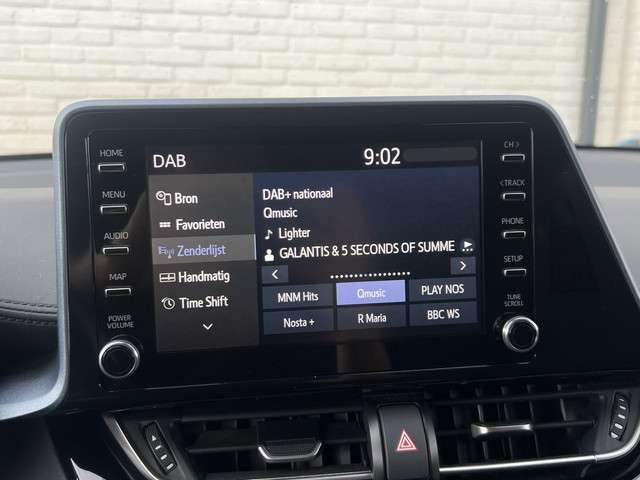 HOME
MENU
AUDIO
MAP
POWER
VOLUME
DAB
9:02
Bron
Favorieten
Zenderlijst
Handmatig
Time Shift
DAB+ nationaal
Qmusic
Lighter
GALANTIS & 5 SECONDS OF SUMME
< >
MNM Hits Qmusic PLAY NOS
Nosta + R Maria BBC WS
CH >
< TRACK
PHONE
SETUP
TUNE
SCROLL